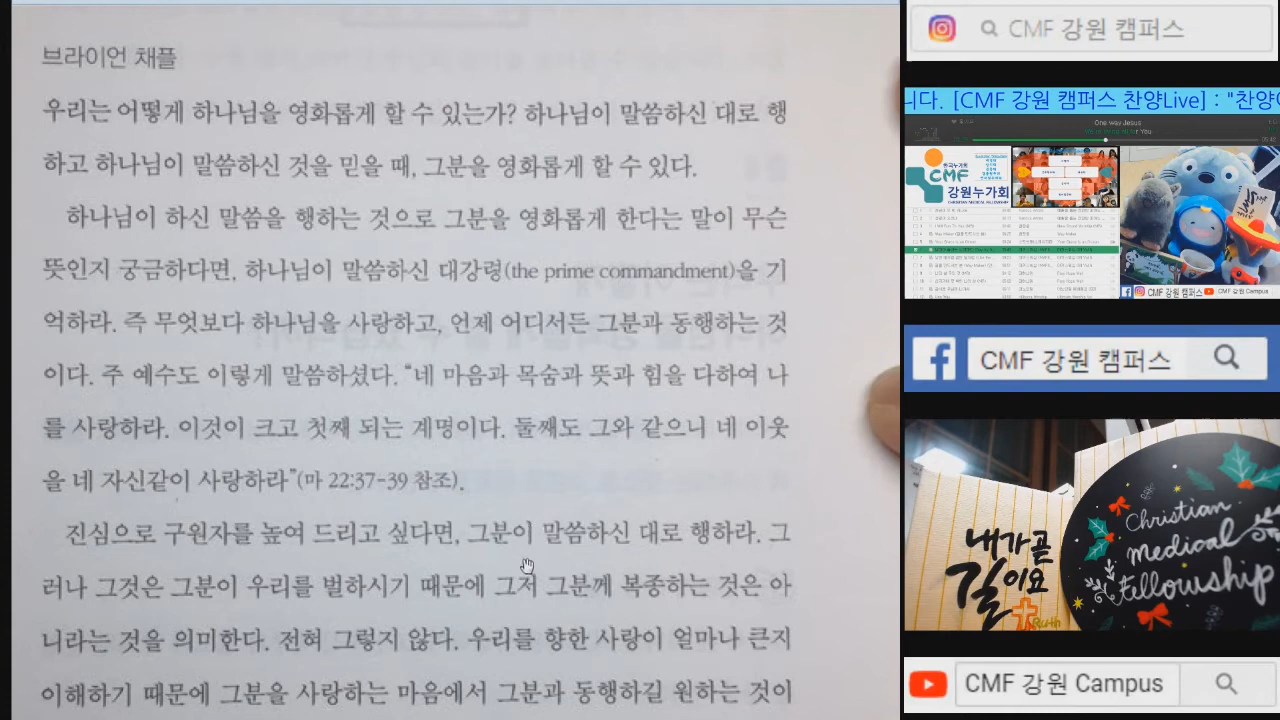 브라이언 채플
우리는 어떻게 하나님을 영화롭게 할 수 있는가? 하나님이 말씀하신 대로 행
하고 하나님이 말씀하신 것을 믿을 때, 그분을 영화롭게 할 수 있다.
하나님이 하신 말씀을 행하는 것으로 그분을 영화롭게 한다는 말이 무슨
뜻인지 궁금하다면, 하나님이 말씀하신 대강령(the prime commandment)을 기
억하라. 즉 무엇보다 하나님을 사랑하고, 언제 어디서든 그분과 동행하는 것
이다. 주 예수도 이렇게 말씀하셨다. “네 마음과 목숨과 뜻과 힘을 다하여 나
를 사랑하라. 이것이 크고 첫째 되는 계명이다. 둘째도 그와 같으니 네 이웃
을 네 자신같이 사랑하라”(마 22:37-39 참조).
진심으로 구원자를 높여 드리고 싶다면, 그분이 말씀하신 대로 행하라. 그
러나 그것은 그분이 우리를 벌하시기 때문에 그저 그분께 복종하는 것은 아
니라는 것을 의미한다. 전혀 그렇지 않다. 우리를 향한 사랑이 얼마나 큰지
이해하기 때문에 그분을 사랑하는 마음에서 그분과 동행하길 원하는 것이
CMF 강원 캠퍼스
니다. [CMF 강원 캠퍼스 찬양Live] : "찬양
One way Jesus
한국누가회
CMF
강원누가회
CHRISTIAN MEDICAL FELLOWSHIP
CMF 강원 캠퍼스 CMF 강원 Campus
CMF 강원 캠퍼스
내가 곧
길이요
Ruth
Christian
medical
fellowship
CMF 강원 Campus